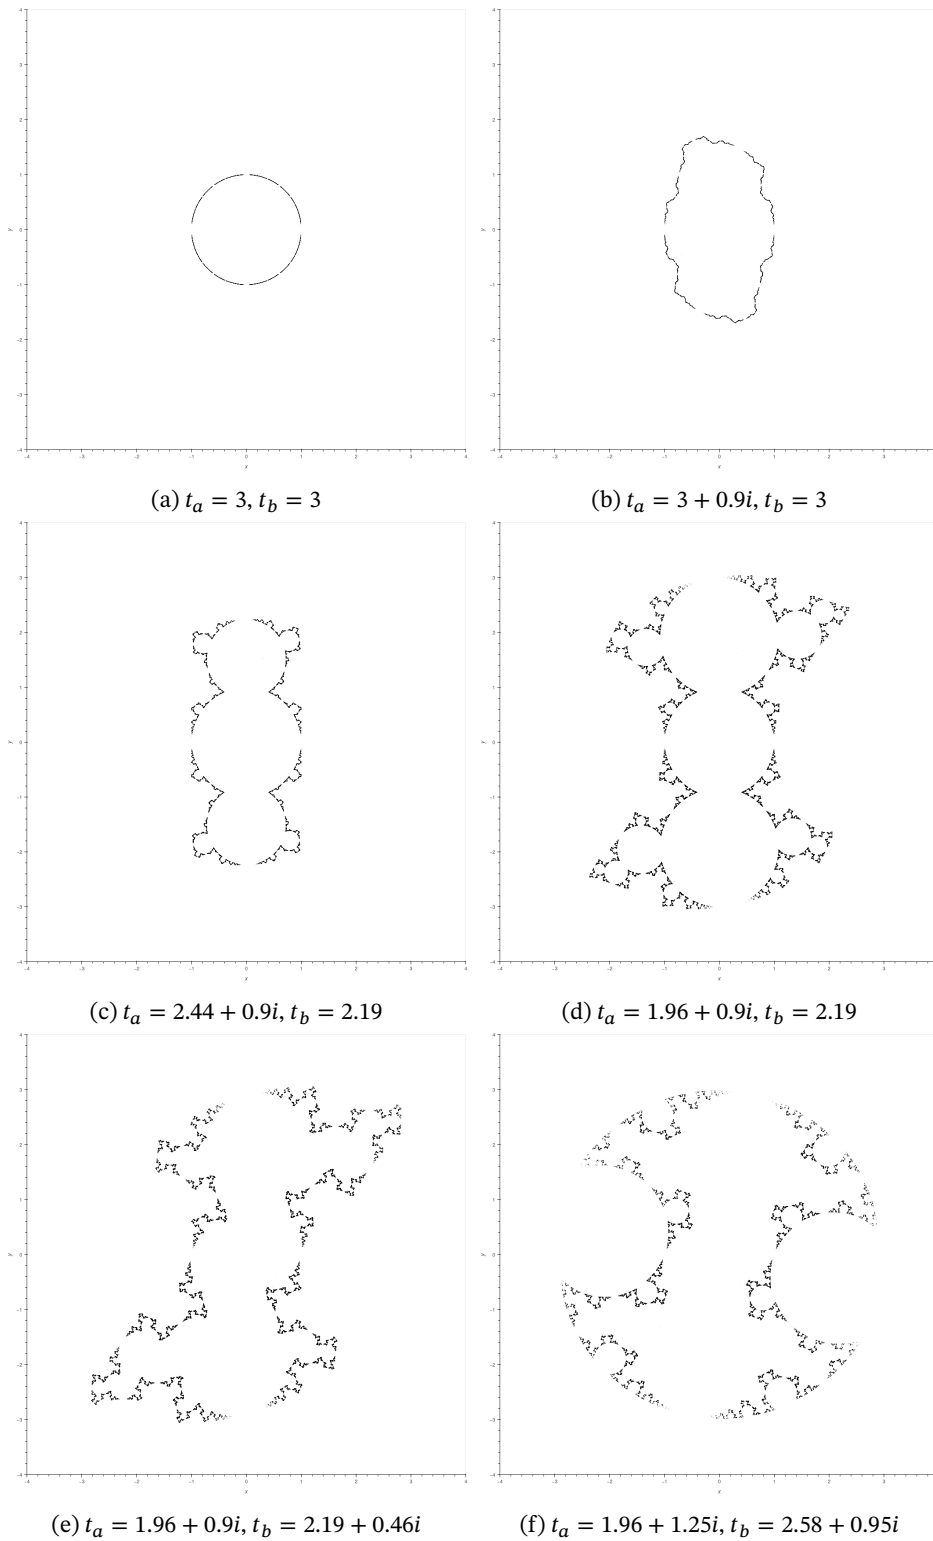 (a) t_a = 3, t_b = 3
(b) t_a = 3 + 0.9i, t_b = 3
(c) t_a = 2.44 + 0.9i, t_b = 2.19
(d) t_a = 1.96 + 0.9i, t_b = 2.19
(e) t_a = 1.96 + 0.9i, t_b = 2.19 + 0.46i
(f) t_a = 1.96 + 1.25i, t_b = 2.58 + 0.95i